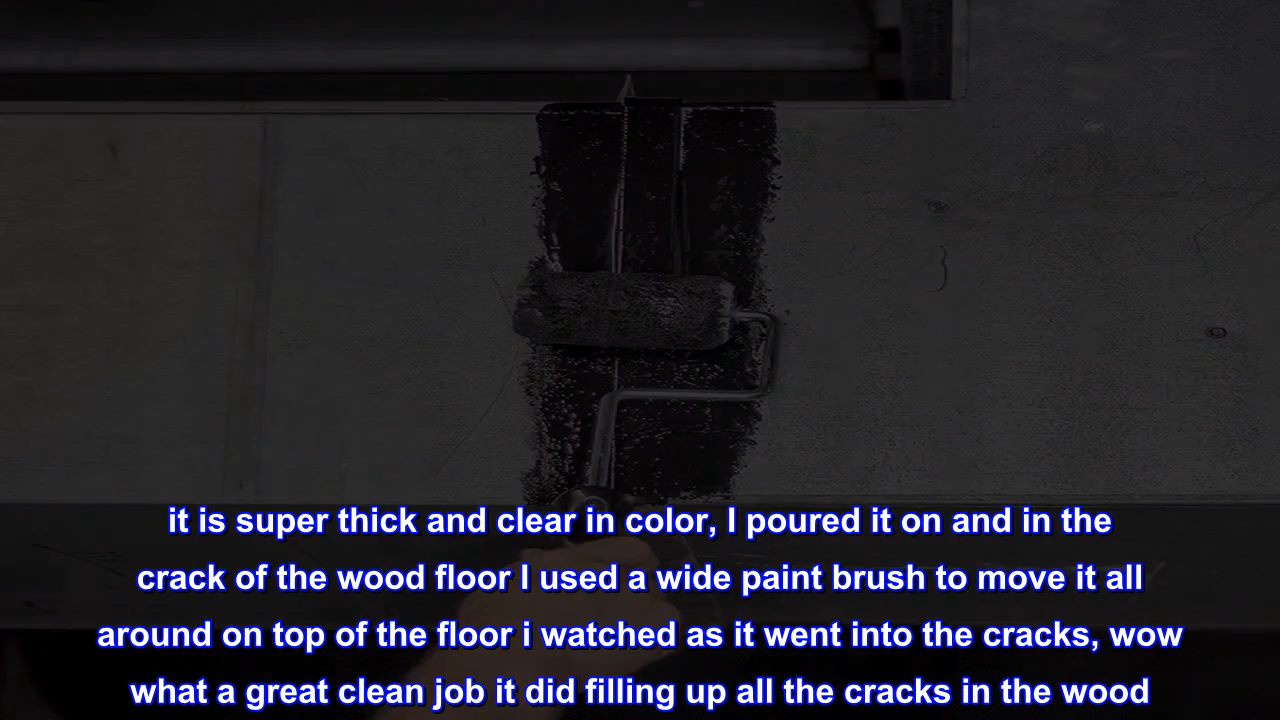 it is super thick and clear in color, I poured it on and in the
crack of the wood floor I used a wide paint brush to move it all
around on top of the floor i watched as it went into the cracks, wow
what a great clean job it did filling up all the cracks in the wood